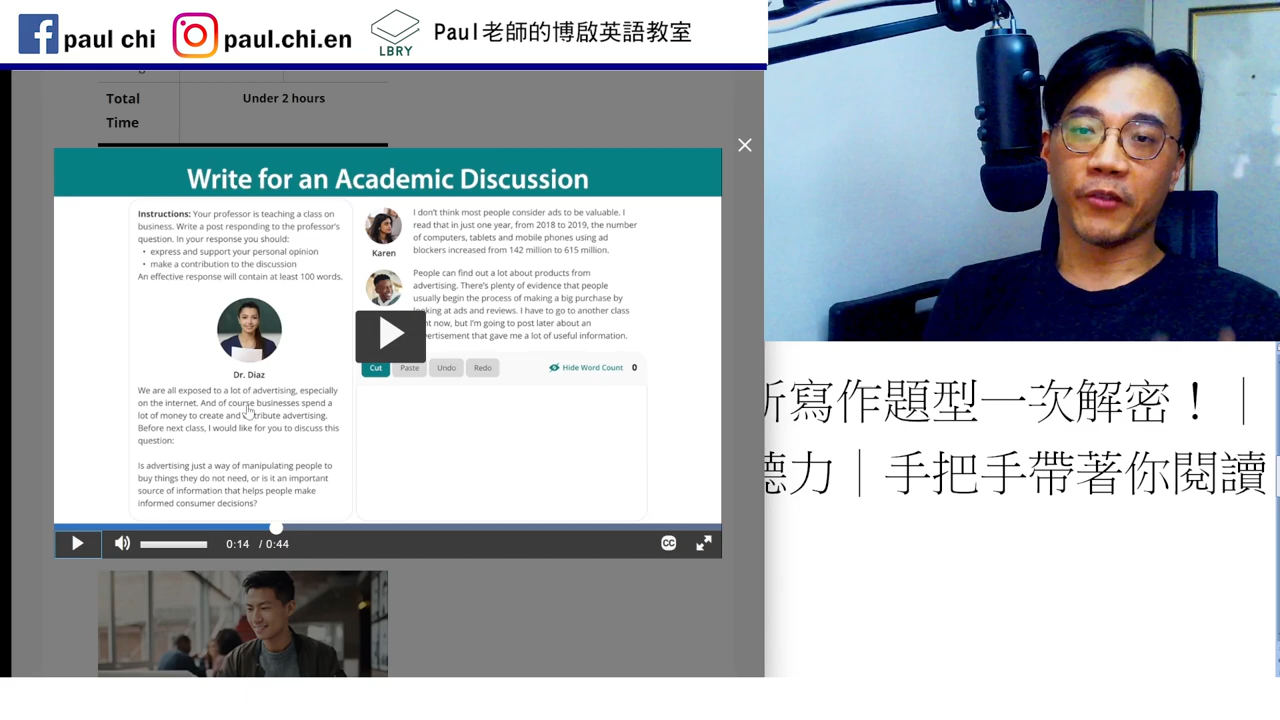 paul chi
paul.chi.en
LBRY
Paul老師的博啟英語教室
Total
Time
Under 2 hours
Write for an Academic Discussion
Instructions: Your professor is teaching a class on
business. Write a post responding to the professor's
question. In your response you should:
• express and support your personal opinion
• make a contribution to the discussion
An effective response will contain at least 100 words.
Dr. Diaz
We are all exposed to a lot of advertising, especially
on the internet. And of course businesses spend a
lot of money to create and distribute advertising.
Before next class, I would like for you to discuss this
question:
Is advertising just a way of manipulating people to
buy things they do not need, or is it an important
source of information that helps people make
informed consumer decisions?
Karen
I don't think most people consider ads to be valuable. I
read that in just one year, from 2018 to 2019, the number
of computers, tablets and mobile phones using ad
blockers increased from 142 million to 615 million.
People can find out a lot about products from
advertising. There's plenty of evidence that people
usually begin the process of making a big purchase by
looking at ads and reviews. I have to go to another class
right now, but I'm going to post later about an
advertisement that gave me a lot of useful information.
Cut Paste Undo Redo Hide Word Count 0
0:14 / 0:44
CC
新寫作題型一次解密！｜
聽力｜手把手帶著你閱讀